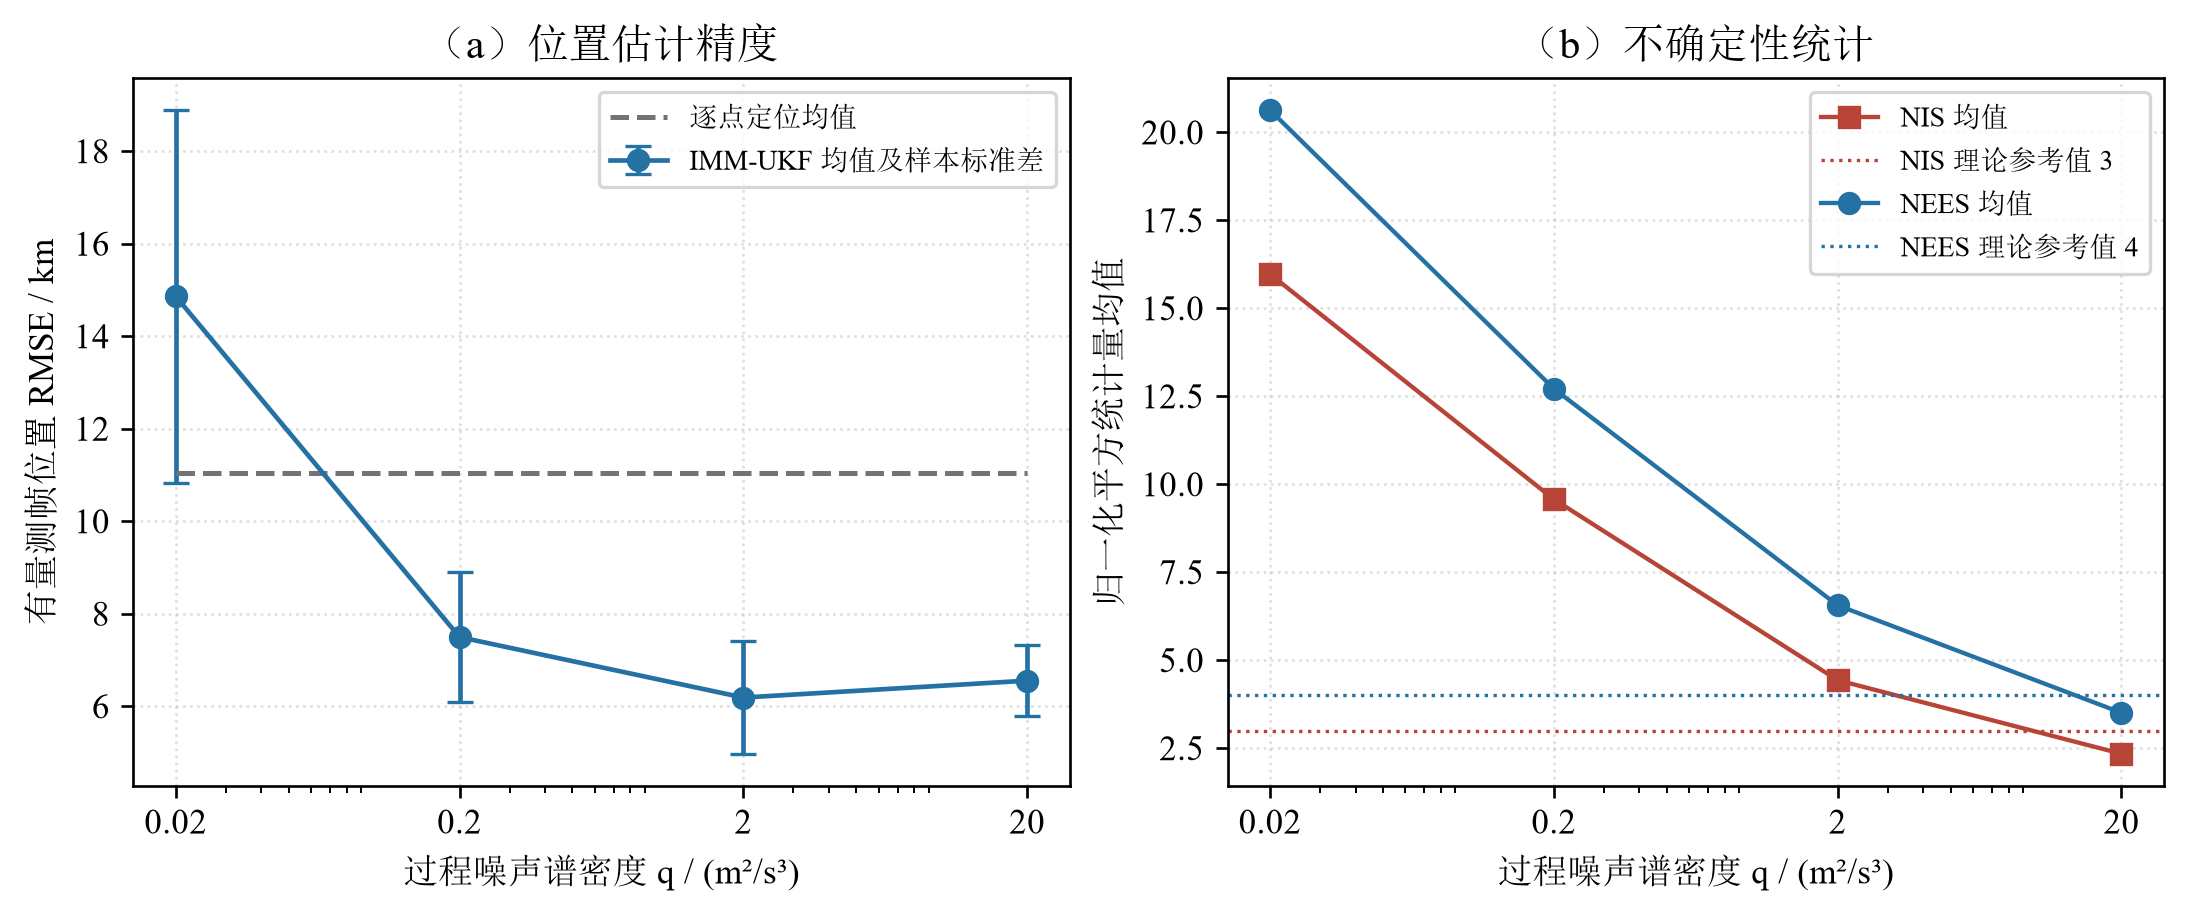 （a）位置估计精度
有量测帧位置 RMSE / km
18
16
14
12
10
8
6
逐点定位均值
IMM-UKF 均值及样本标准差
0.02
0.2
2
20
过程噪声谱密度 q / (m²/s³)
（b）不确定性统计
归一化平方统计量均值
20.0
17.5
15.0
12.5
10.0
7.5
5.0
2.5
NIS 均值
NIS 理论参考值 3
NEES 均值
NEES 理论参考值 4
0.02
0.2
2
20
过程噪声谱密度 q / (m²/s³)